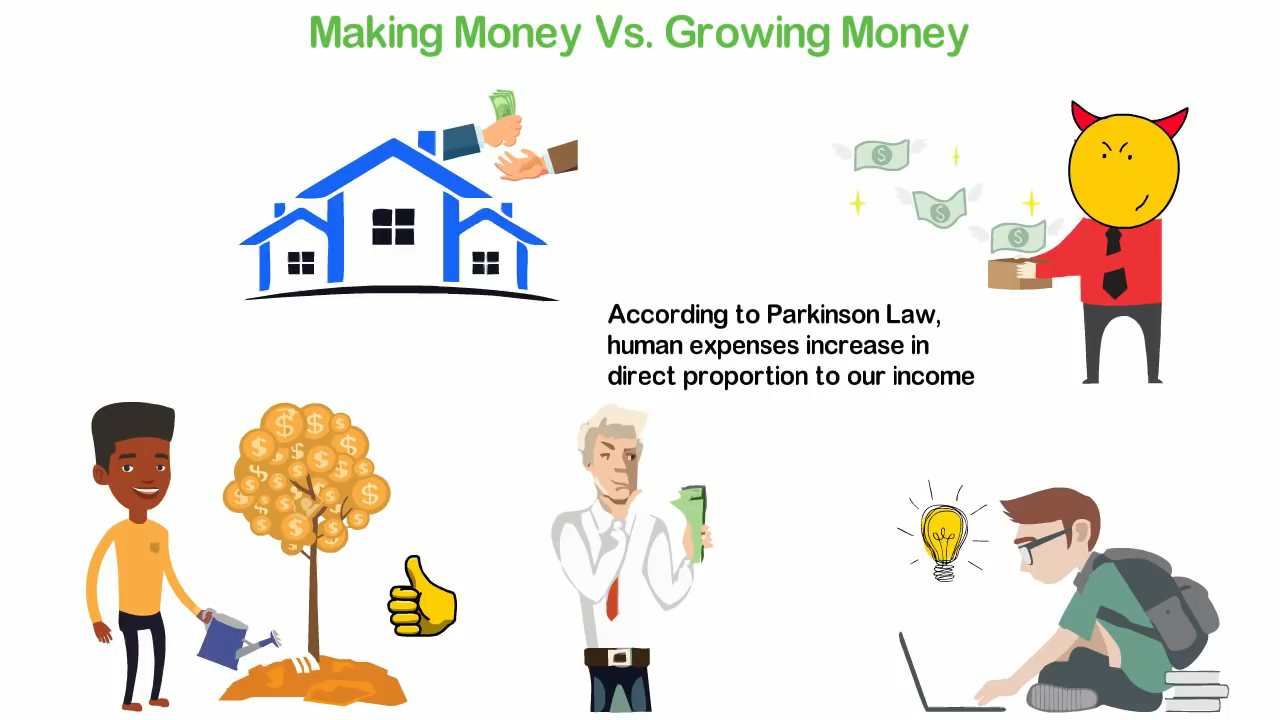 Making Money Vs. Growing Money
According to Parkinson Law,
human expenses increase in
direct proportion to our income